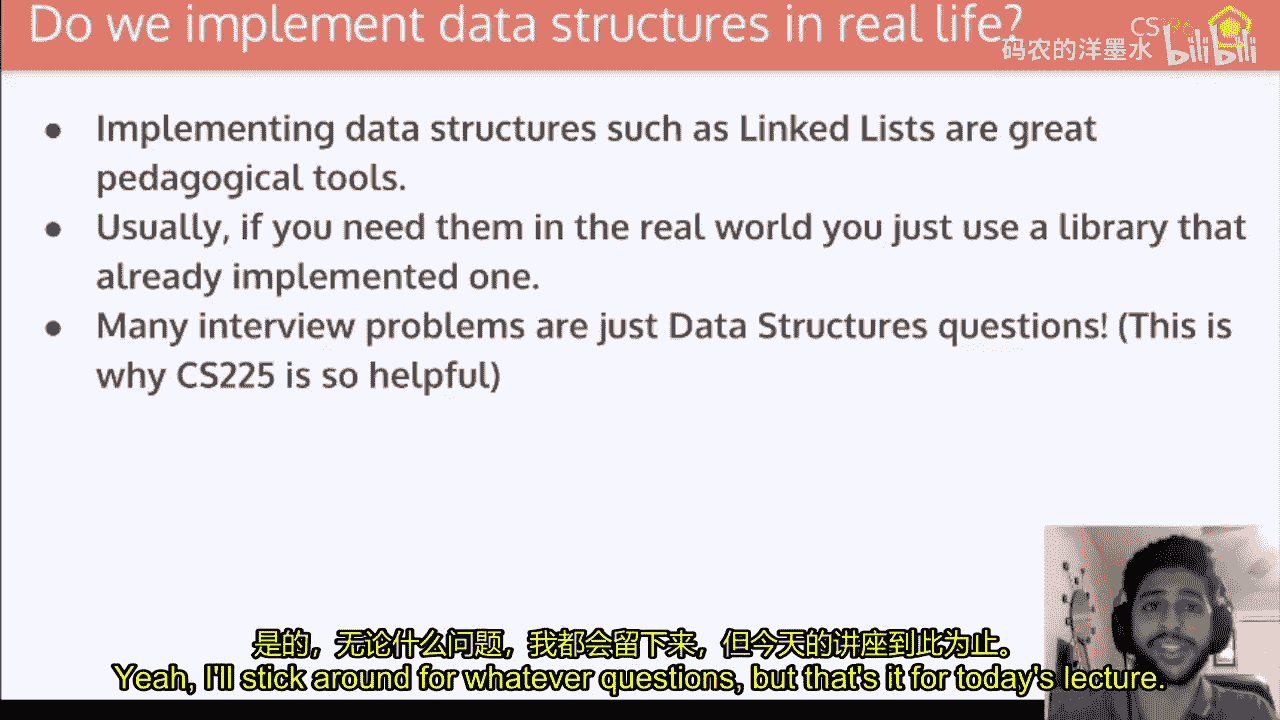 Do we implement data structures in real life?
CS126
码农的洋墨水 bilibili
● Implementing data structures such as Linked Lists are great
pedagogical tools.
● Usually, if you need them in the real world you just use a library that
already implemented one.
● Many interview problems are just Data Structures questions! (This is
why CS225 is so helpful)
是的，无论什么问题，我都会留下来，但今天的讲座到此为止。
Yeah, I'll stick around for whatever questions, but that's it for today's lecture.